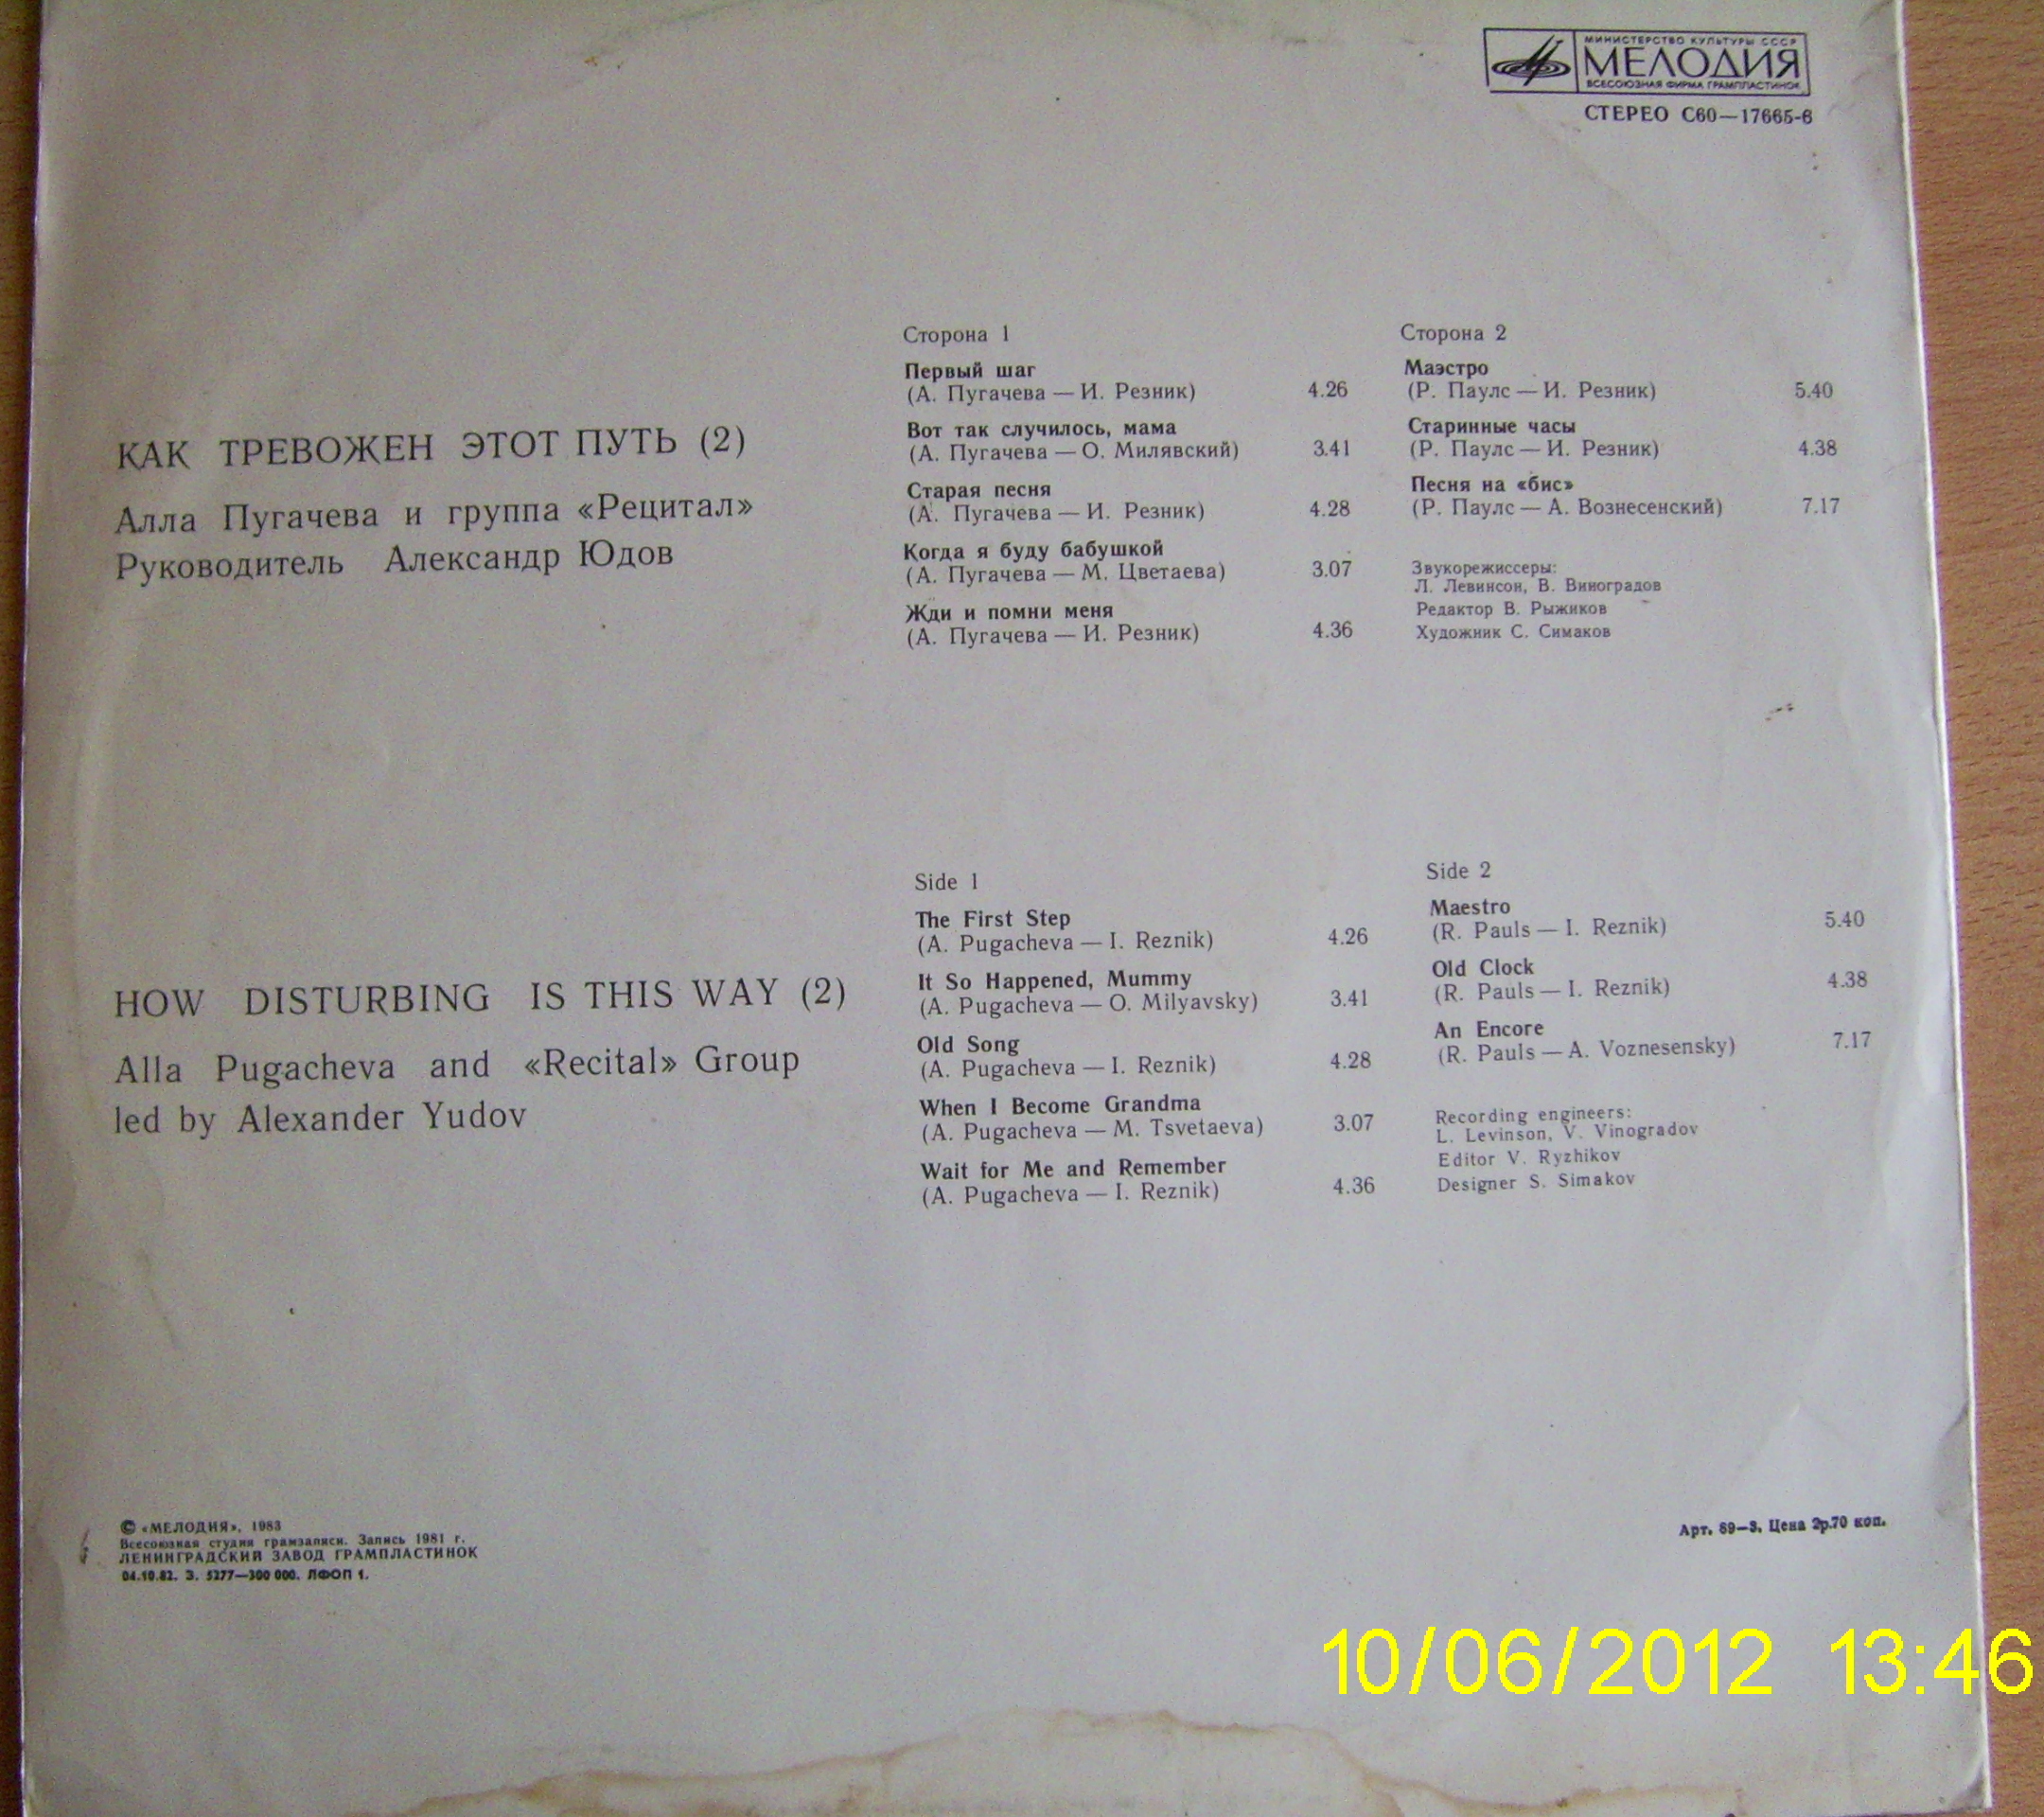 МИНИСТЕРСТВО КУЛЬТУРЫ СССР
МЕЛОДИЯ
ВСЕСОЮЗНАЯ ФИРМА ГРАМПЛАСТИНОК
СТЕРЕО С60—17665-6
КАК ТРЕВОЖЕН ЭТОТ ПУТЬ (2)
Алла Пугачева и группа «Рецитал»
Руководитель Александр Юдов
Сторона 1
Первый шаг
(А. Пугачева — И. Резник) 4.26
Вот так случилось, мама
(А. Пугачева — О. Милявский) 3.41
Старая песня
(А. Пугачева — И. Резник) 4.28
Когда я буду бабушкой
(А. Пугачева — М. Цветаева) 3.07
Жди и помни меня
(А. Пугачева — И. Резник) 4.36
Сторона 2
Маэстро
(Р. Паулс — И. Резник) 5.40
Старинные часы
(Р. Паулс — И. Резник) 4.38
Песня на «бис»
(Р. Паулс — А. Вознесенский) 7.17
Звукорежиссеры:
Л. Левинсон, В. Виноградов
Редактор В. Рыжиков
Художник С. Симаков
HOW DISTURBING IS THIS WAY (2)
Alla Pugacheva and «Recital» Group
led by Alexander Yudov
Side 1
The First Step
(A. Pugacheva — I. Reznik) 4.26
It So Happened, Mummy
(A. Pugacheva — O. Milyavsky) 3.41
Old Song
(A. Pugacheva — I. Reznik) 4.28
When I Become Grandma
(A. Pugacheva — M. Tsvetaeva) 3.07
Wait for Me and Remember
(A. Pugacheva — I. Reznik) 4.36
Side 2
Maestro
(R. Pauls — I. Reznik) 5.40
Old Clock
(R. Pauls — I. Reznik) 4.38
An Encore
(R. Pauls — A. Voznesensky) 7.17
Recording engineers:
L. Levinson, V. Vinogradov
Editor V. Ryzhikov
Designer S. Simakov
© «МЕЛОДИЯ», 1983
Всесоюзная студия грамзаписи. Запись 1981 г.
ЛЕНИНГРАДСКИЙ ЗАВОД ГРАМПЛАСТИНОК
04.10.82. З. 5277—300 000. ЛФОП 1.
Арт. 89—3. Цена 2р.70 коп.
10/06/2012 13:46